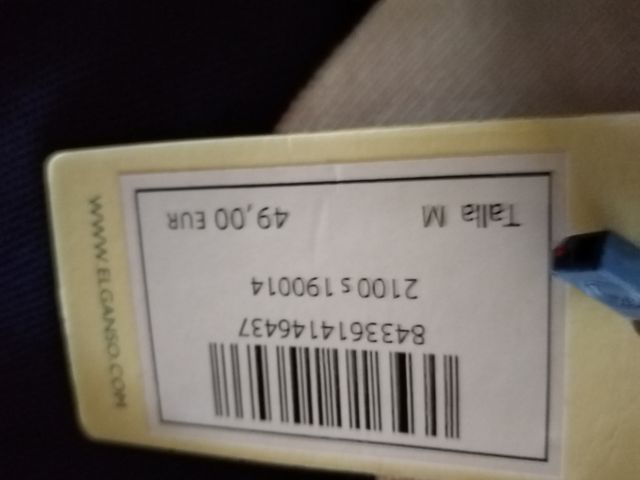 8433614146437
2100 s 190014
Talla M 49,00 EUR
WWW.ELGANSO.COM